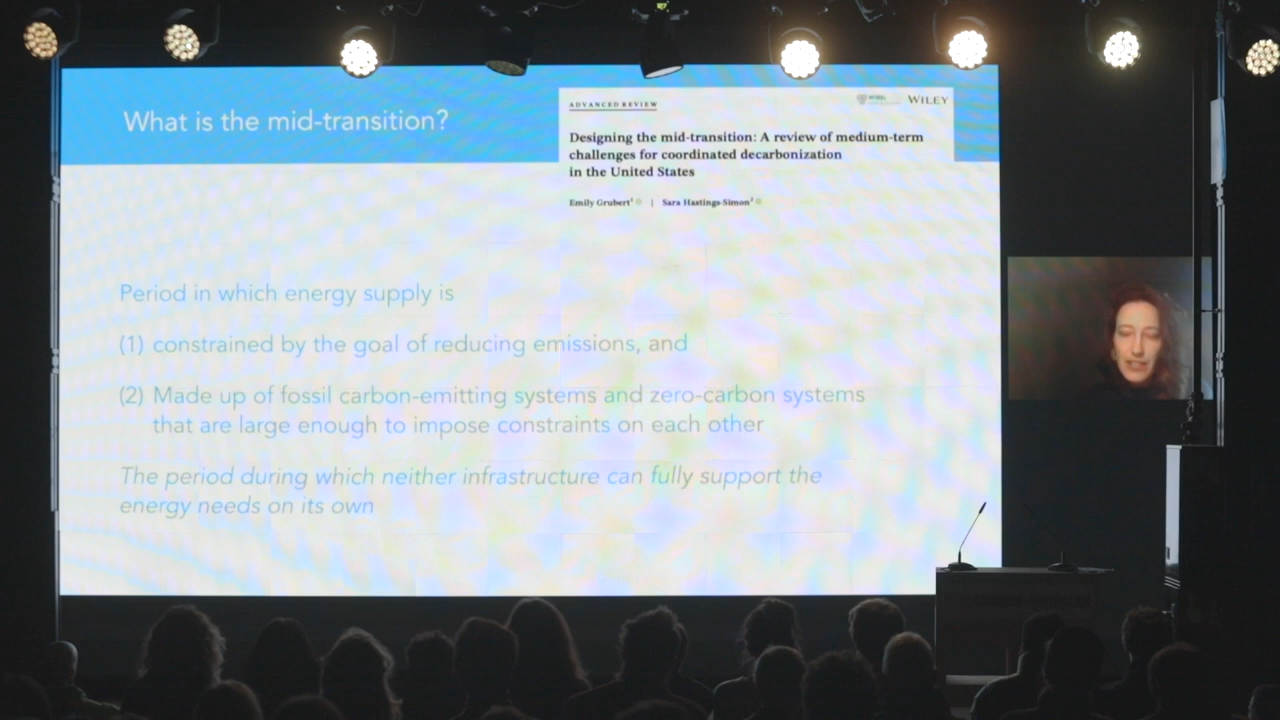 What is the mid-transition?
ADVANCED REVIEW
WILEY
Designing the mid-transition: A review of medium-term
challenges for coordinated decarbonization
in the United States
Emily Grubert¹ | Sara Hastings-Simon²
Period in which energy supply is
(1) constrained by the goal of reducing emissions, and
(2) Made up of fossil carbon-emitting systems and zero-carbon systems
that are large enough to impose constraints on each other
The period during which neither infrastructure can fully support the
energy needs on its own